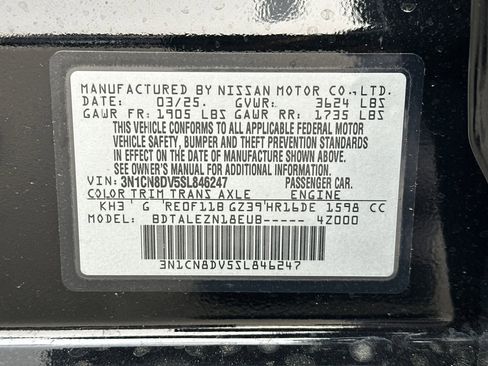 MANUFACTURED BY NISSAN MOTOR CO.,LTD.
DATE: 03/25. GVWR: 3624 LBS
GAWR FR: 1905 LBS GAWR RR: 1735 LBS
THIS VEHICLE CONFORMS TO ALL APPLICABLE FEDERAL MOTOR
VEHICLE SAFETY, BUMPER AND THEFT PREVENTION STANDARDS
IN EFFECT ON THE DATE OF MANUFACTURE SHOWN ABOVE.
SEE OWNER'S MANUAL FOR ADDITIONAL INFORMATION
VIN: 3N1CN8DV5SL846247 PASSENGER CAR
COLOR TRIM TRANS AXLE ENGINE
KH3 G RE0F11B GZ39 HR16DE 1598 CC
MODEL: BDTALEZN18EUB----- 4Z000
3N1CN8DV5SL846247